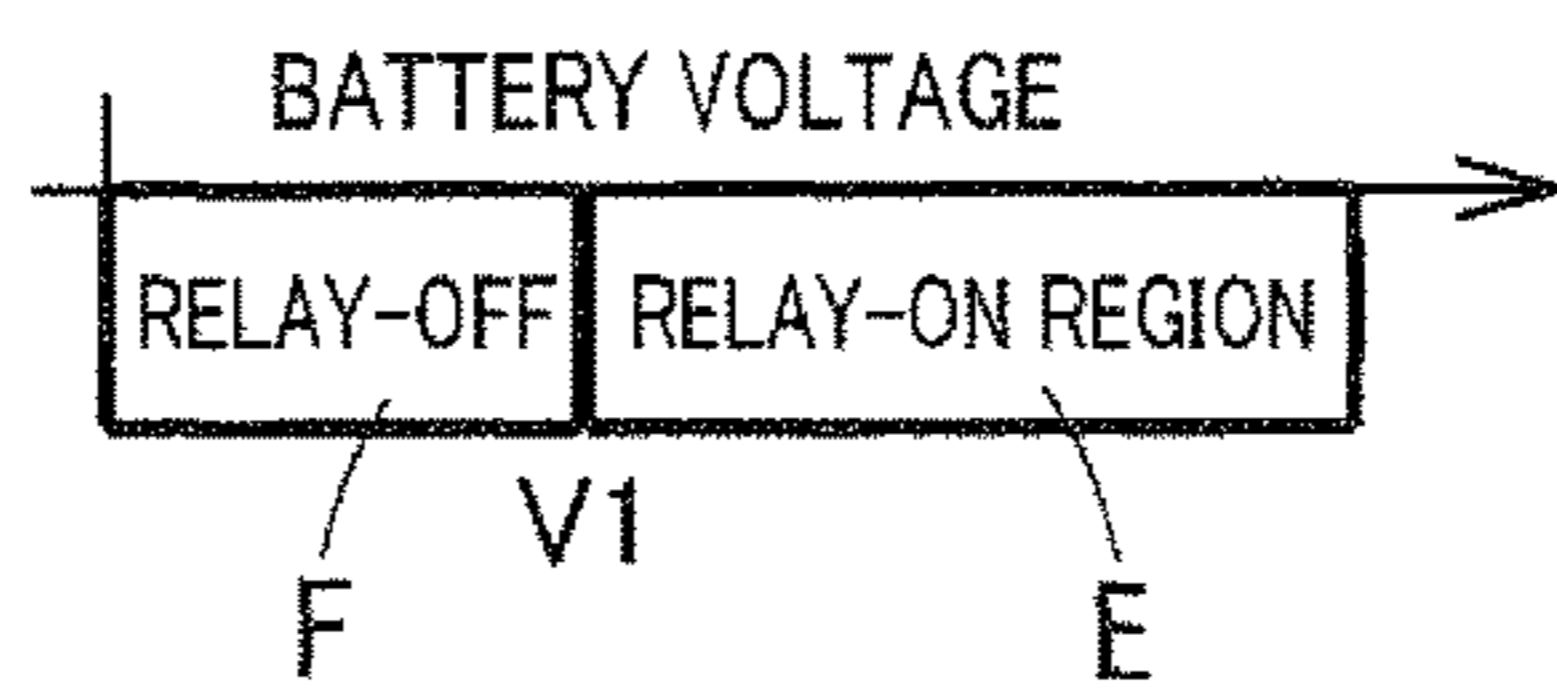 BATTERY VOLTAGE
RELAY-OFF RELAY-ON REGION
V1
F E